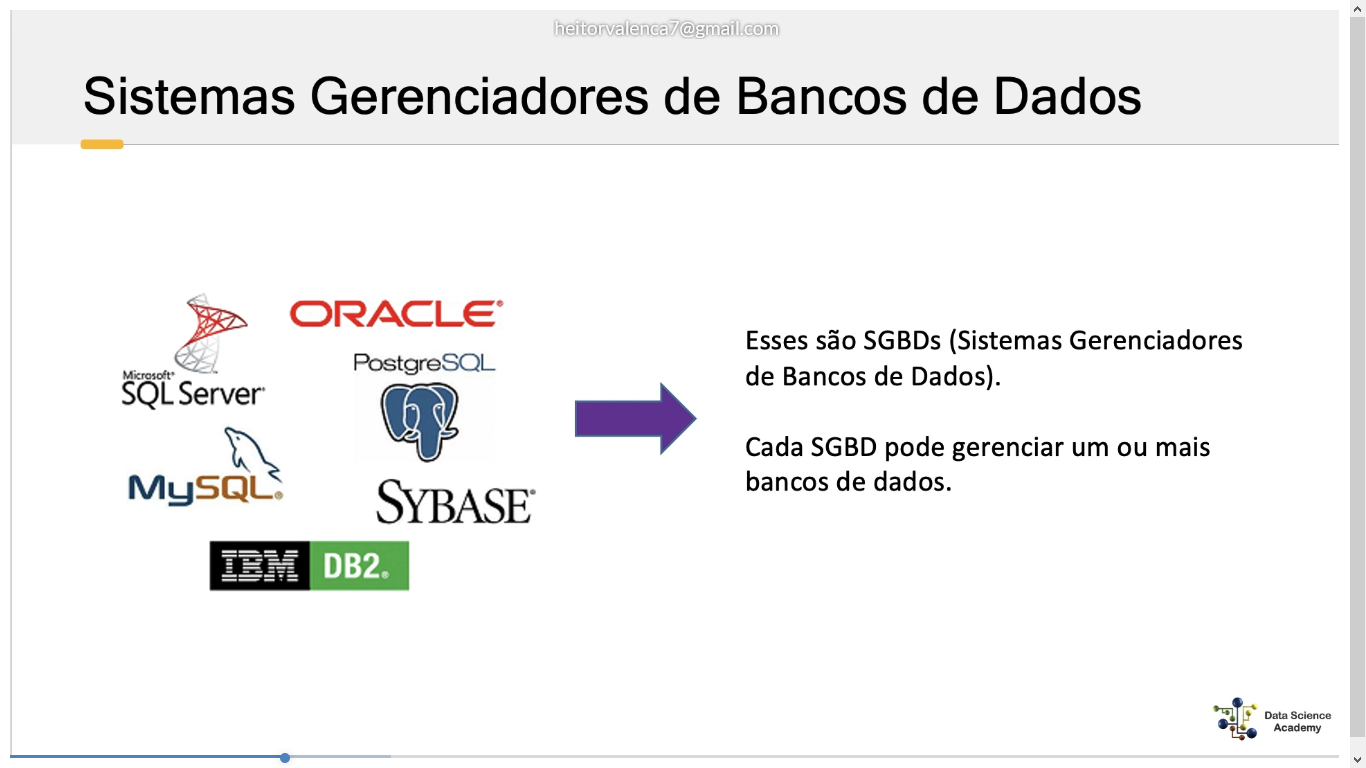 heitorvalenca7@gmail.com
Sistemas Gerenciadores de Bancos de Dados
ORACLE®
PostgreSQL
Microsoft®
SQL Server®
MySQL®
SYBASE®
IBM DB2®
Esses são SGBDs (Sistemas Gerenciadores
de Bancos de Dados).
Cada SGBD pode gerenciar um ou mais
bancos de dados.
Data Science
Academy